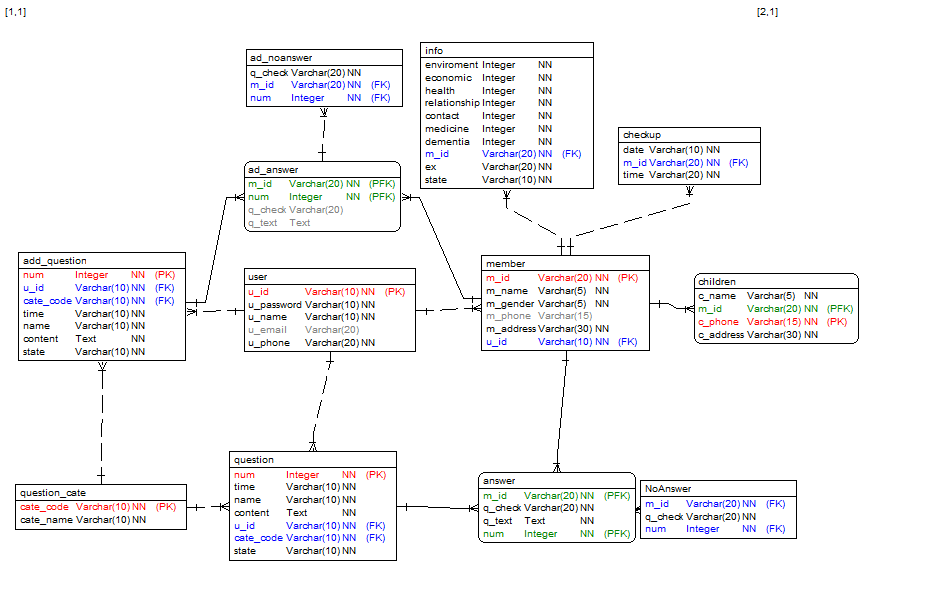 [1,1]
[2,1]
ad_noanswer
q_check Varchar(20) NN
m_id Varchar(20) NN (FK)
num Integer NN (FK)
info
enviroment Integer NN
economic Integer NN
health Integer NN
relationship Integer NN
contact Integer NN
medicine Integer NN
dementia Integer NN
m_id Varchar(20) NN (FK)
ex Varchar(20) NN
state Varchar(10) NN
checkup
date Varchar(10) NN
m_id Varchar(20) NN (FK)
time Varchar(20) NN
ad_answer
m_id Varchar(20) NN (PFK)
num Integer NN (PFK)
q_check Varchar(20)
q_text Text
add_question
num Integer NN (PK)
u_id Varchar(10) NN (FK)
cate_code Varchar(10) NN (FK)
time Varchar(10) NN
name Varchar(10) NN
content Text NN
state Varchar(10) NN
user
u_id Varchar(10) NN (PK)
u_password Varchar(10) NN
u_name Varchar(10) NN
u_email Varchar(20)
u_phone Varchar(20) NN
member
m_id Varchar(20) NN (PK)
m_name Varchar(5) NN
m_gender Varchar(5) NN
m_phone Varchar(15)
m_address Varchar(30) NN
u_id Varchar(10) NN (FK)
children
c_name Varchar(5) NN
m_id Varchar(20) NN (PFK)
c_phone Varchar(15) NN (PK)
c_address Varchar(30) NN
question_cate
cate_code Varchar(10) NN (PK)
cate_name Varchar(10) NN
question
num Integer NN (PK)
time Varchar(10) NN
name Varchar(10) NN
content Text NN
u_id Varchar(10) NN (FK)
cate_code Varchar(10) NN (FK)
state Varchar(10) NN
answer
m_id Varchar(20) NN (PFK)
q_check Varchar(20) NN
q_text Text NN
num Integer NN (PFK)
NoAnswer
m_id Varchar(20) NN (FK)
q_check Varchar(20) NN
num Integer NN (FK)